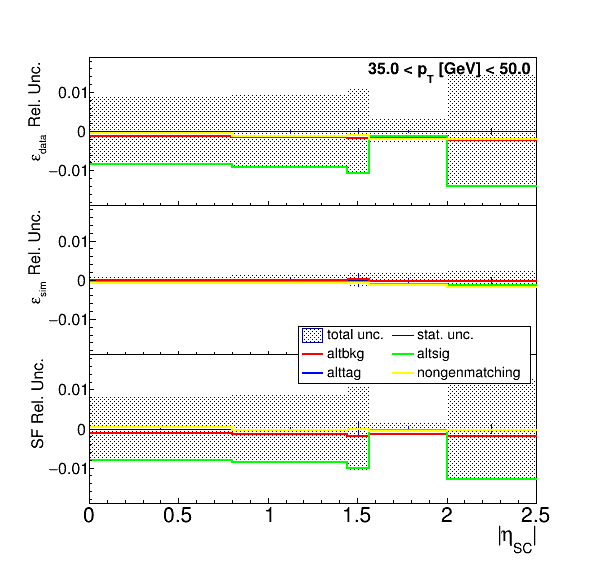 35.0 < p_T [GeV] < 50.0
ε_data Rel. Unc.
0.01
0
−0.01
ε_sim Rel. Unc.
0.01
0
−0.01
total unc. stat. unc.
altbkg altsig
alttag nongenmatching
SF Rel. Unc.
0.01
0
−0.01
0 0.5 1 1.5 2 2.5
|η_SC|